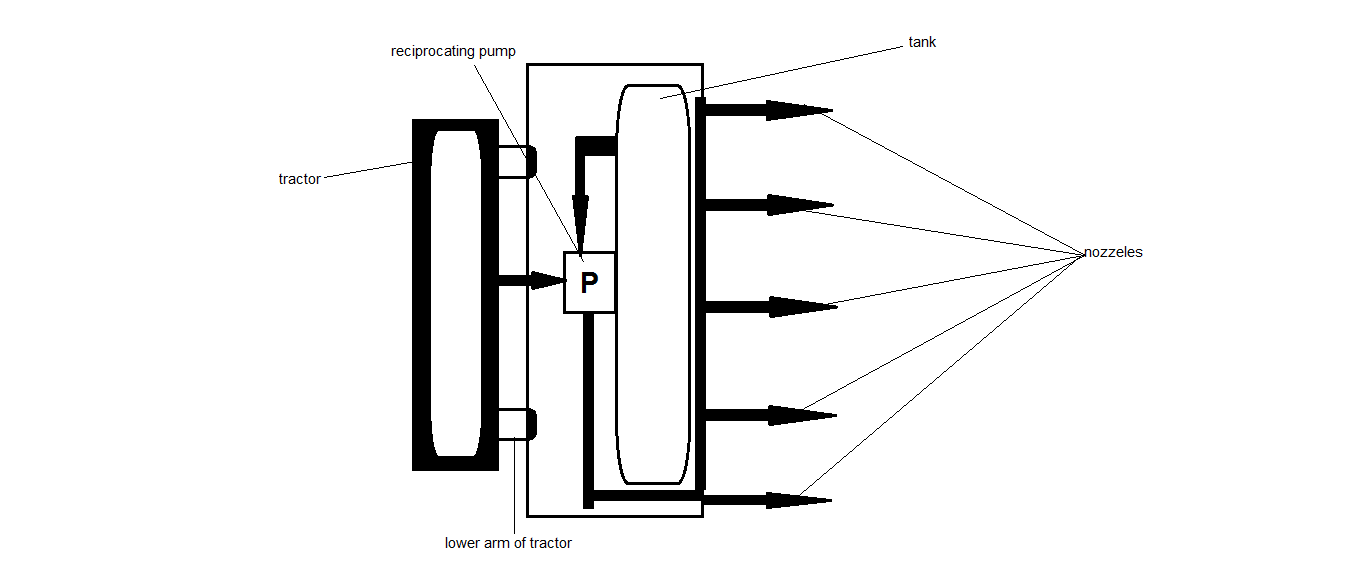 tank
reciprocating pump
tractor
nozzeles
P
lower arm of tractor